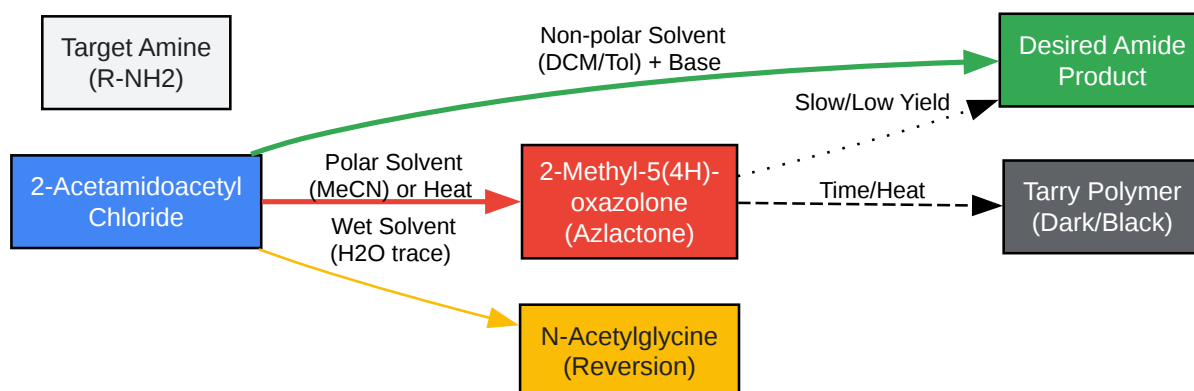 Target Amine
(R-NH2)
Non-polar Solvent
(DCM/Tol) + Base
Desired Amide
Product
Slow/Low Yield
2-Acetamidoacetyl
Chloride
Polar Solvent
(MeCN) or Heat
2-Methyl-5(4H)-
oxazolone
(Azlactone)
Time/Heat
Tarry Polymer
(Dark/Black)
Wet Solvent
(H2O trace)
N-Acetylglycine
(Reversion)